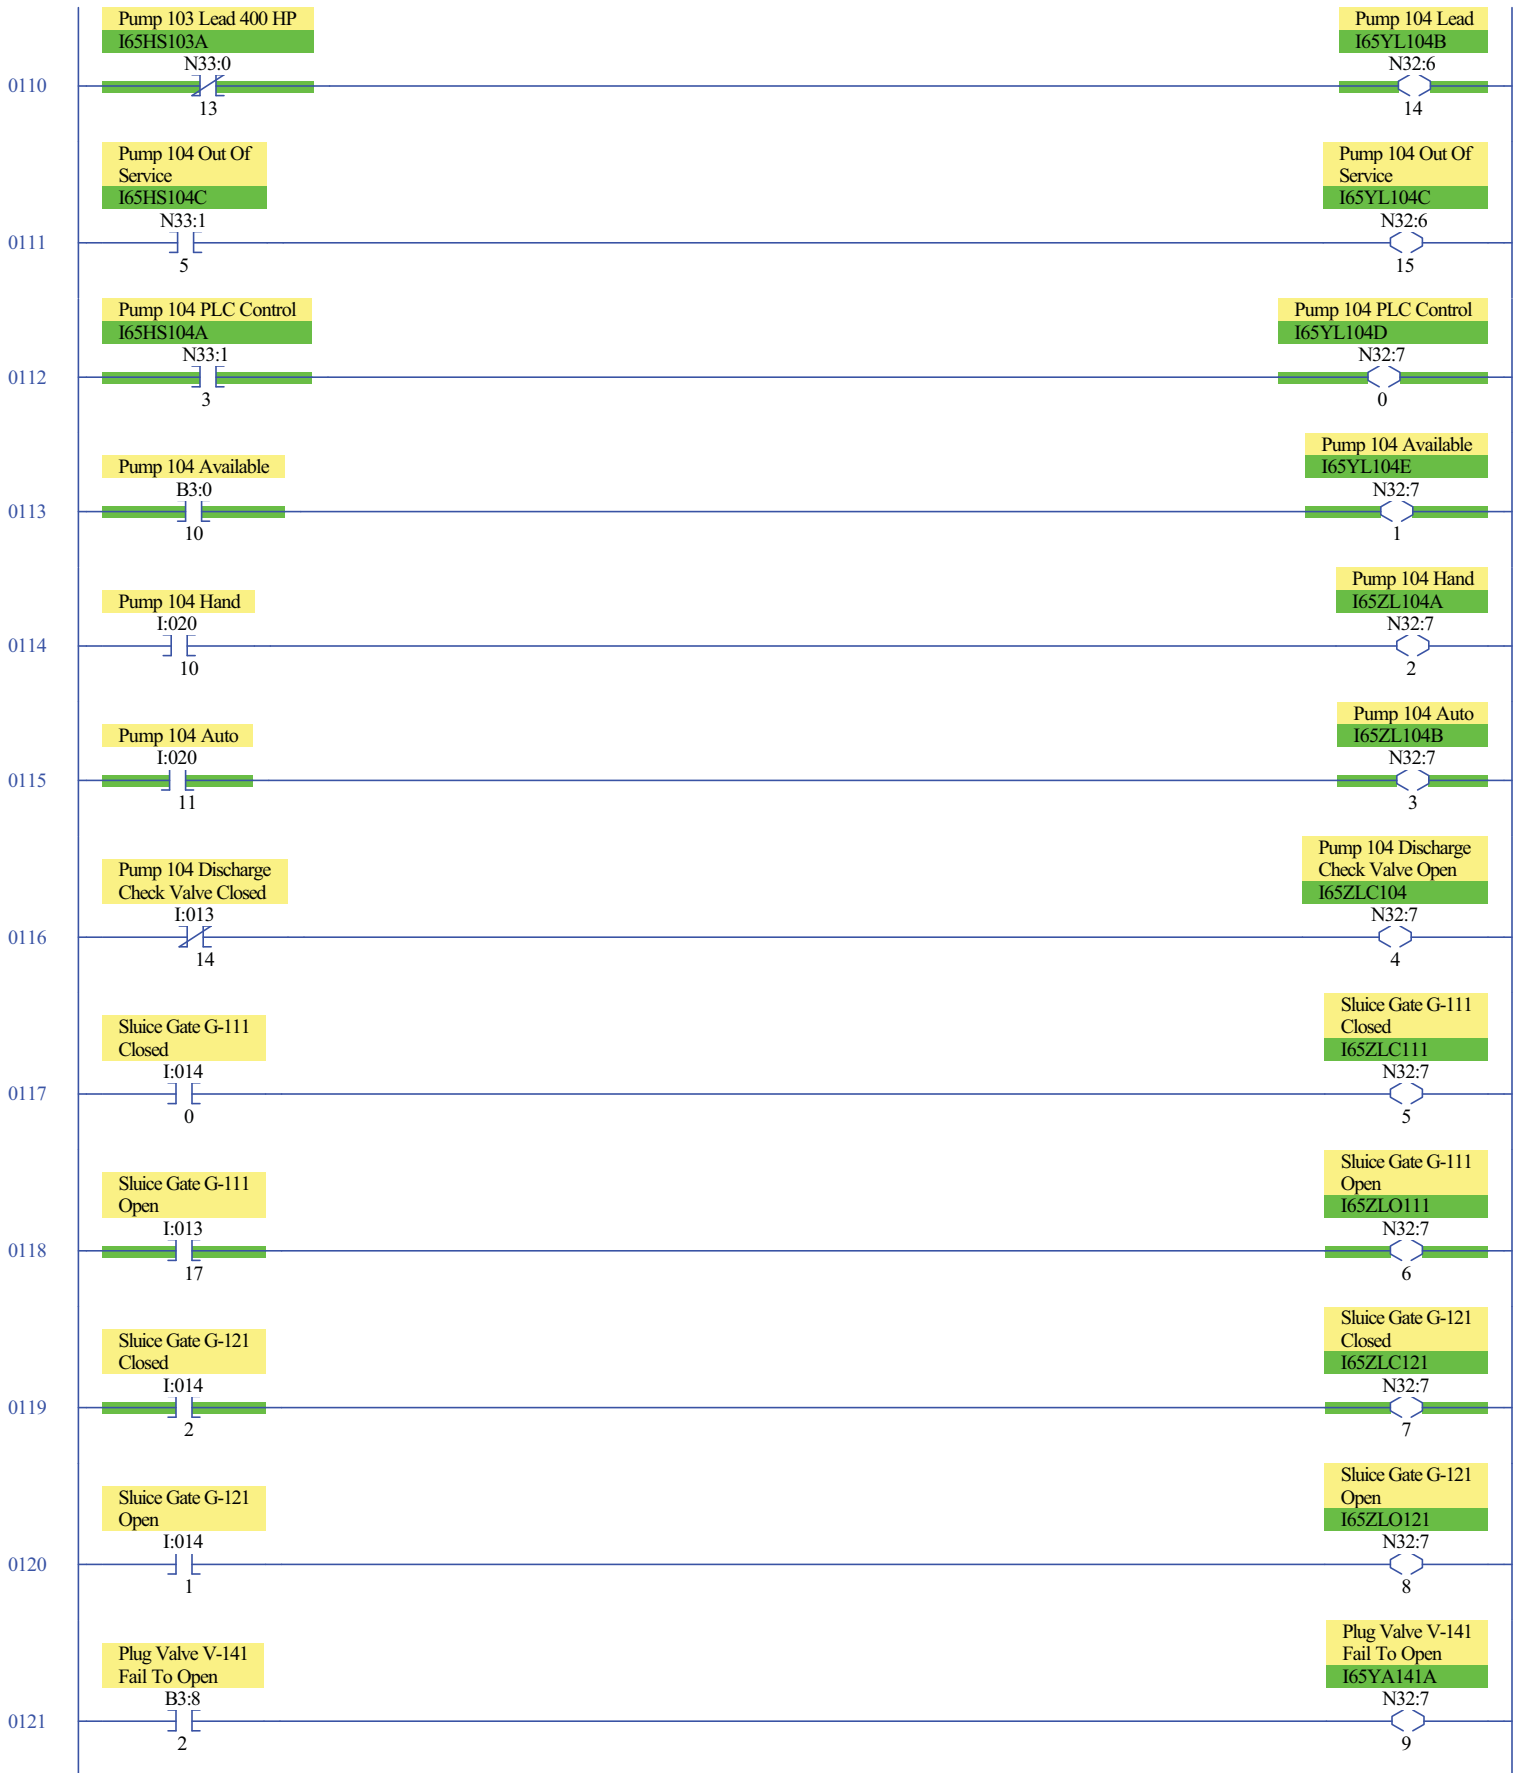 Pump 103 Lead 400 HP
I65HS103A
N33:0
13
Pump 104 Lead
I65YL104B
N32:6
14
0110
Pump 104 Out Of
Service
I65HS104C
N33:1
5
Pump 104 Out Of
Service
I65YL104C
N32:6
15
0111
Pump 104 PLC Control
I65HS104A
N33:1
3
Pump 104 PLC Control
I65YL104D
N32:7
0
0112
Pump 104 Available
B3:0
10
Pump 104 Available
I65YL104E
N32:7
1
0113
Pump 104 Hand
I:020
10
Pump 104 Hand
I65ZL104A
N32:7
2
0114
Pump 104 Auto
I:020
11
Pump 104 Auto
I65ZL104B
N32:7
3
0115
Pump 104 Discharge
Check Valve Closed
I:013
14
Pump 104 Discharge
Check Valve Open
I65ZLC104
N32:7
4
0116
Sluice Gate G-111
Closed
I:014
0
Sluice Gate G-111
Closed
I65ZLC111
N32:7
5
0117
Sluice Gate G-111
Open
I:013
17
Sluice Gate G-111
Open
I65ZLO111
N32:7
6
0118
Sluice Gate G-121
Closed
I:014
2
Sluice Gate G-121
Closed
I65ZLC121
N32:7
7
0119
Sluice Gate G-121
Open
I:014
1
Sluice Gate G-121
Open
I65ZLO121
N32:7
8
0120
Plug Valve V-141
Fail To Open
B3:8
2
Plug Valve V-141
Fail To Open
I65YA141A
N32:7
9
0121